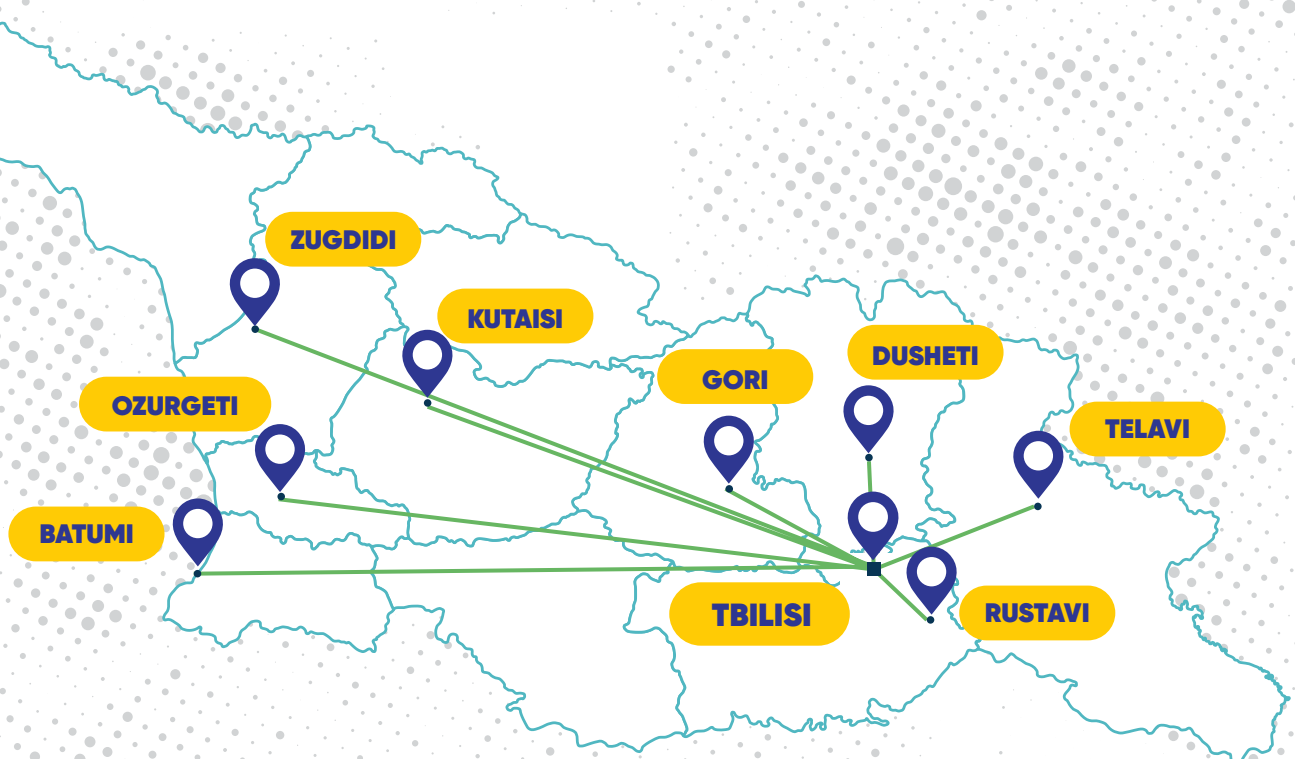 ZUGDIDI
KUTAISI
GORI
DUSHETI
OZURGETI
TELAVI
BATUMI
TBILISI
RUSTAVI